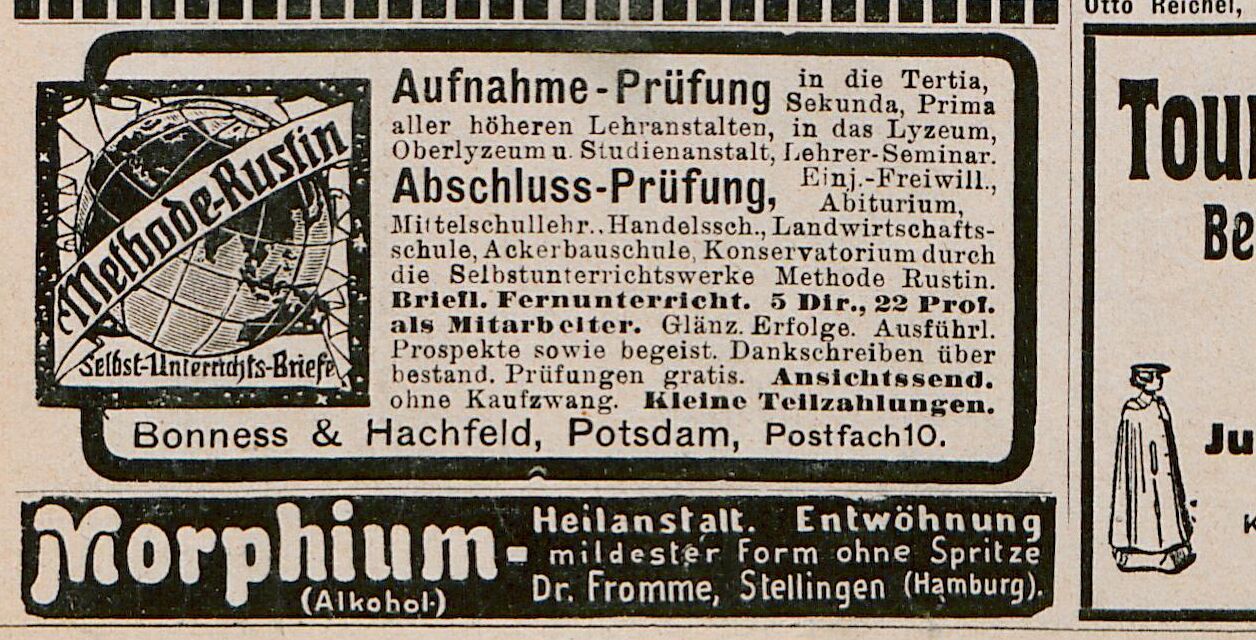 Otto Reichel,
Methode-Rustin
Selbst-Unterrichts-Briefe
Aufnahme-Prüfung in die Tertia,
Sekunda, Prima
aller höheren Lehranstalten, in das Lyzeum,
Oberlyzeum u. Studienanstalt, Lehrer-Seminar.
Abschluss-Prüfung, Einj.-Freiwill.,
Abiturium,
Mittelschullehr., Handelssch., Landwirtschafts-
schule, Ackerbauschule, Konservatorium durch
die Selbstunterrichtswerke Methode Rustin.
Briefl. Fernunterricht. 5 Dir., 22 Prof.
als Mitarbeiter. Glänz. Erfolge. Ausführl.
Prospekte sowie begeist. Dankschreiben über
bestand. Prüfungen gratis. Ansichtssend.
ohne Kaufzwang. Kleine Teilzahlungen.
Bonness & Hachfeld, Potsdam, Postfach 10.
Morphium-
(Alkohol-)
Heilanstalt. Entwöhnung
mildester Form ohne Spritze
Dr. Fromme, Stellingen (Hamburg).
Tou
Be
Ju